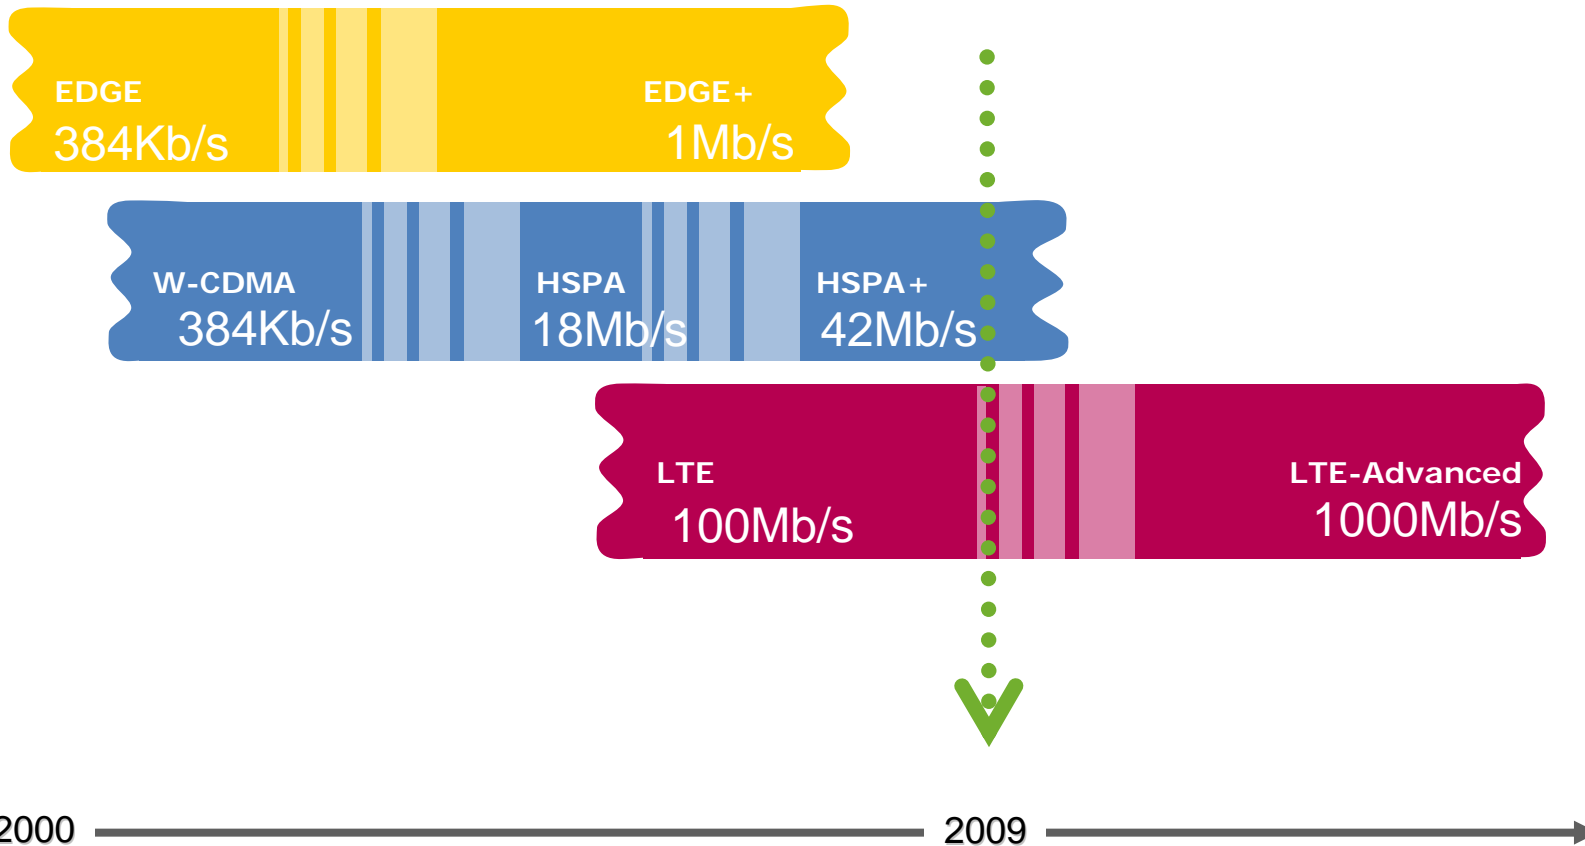 EDGE
384Kb/s
EDGE+
1Mb/s
W-CDMA
384Kb/s
HSPA
18Mb/s
HSPA+
42Mb/s
LTE
100Mb/s
LTE-Advanced
1000Mb/s
2000
2009